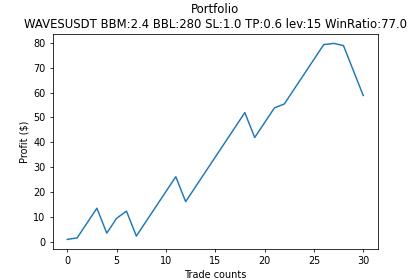 Portfolio
WAVESUSDT BBM:2.4 BBL:280 SL:1.0 TP:0.6 lev:15 WinRatio:77.0
80
70
60
50
40
30
20
10
0
Profit ($)
0 5 10 15 20 25 30
Trade counts